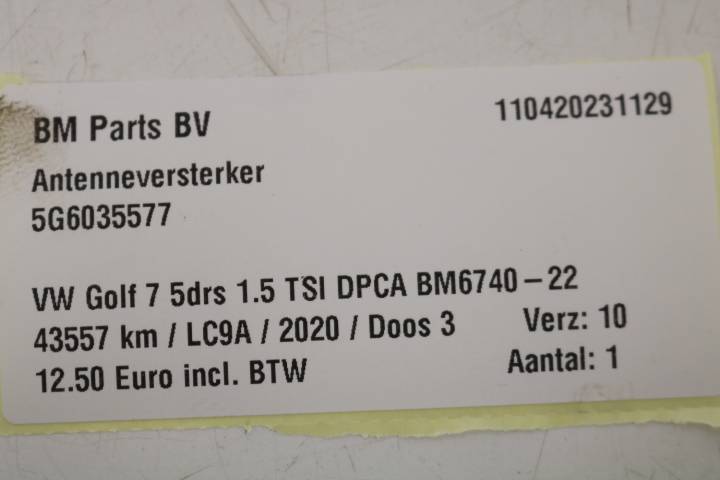 BM Parts BV 110420231129
Antenneversterker
5G6035577
VW Golf 7 5drs 1.5 TSI DPCA BM6740-22
43557 km / LC9A / 2020 / Doos 3 Verz: 10
12.50 Euro incl. BTW Aantal: 1